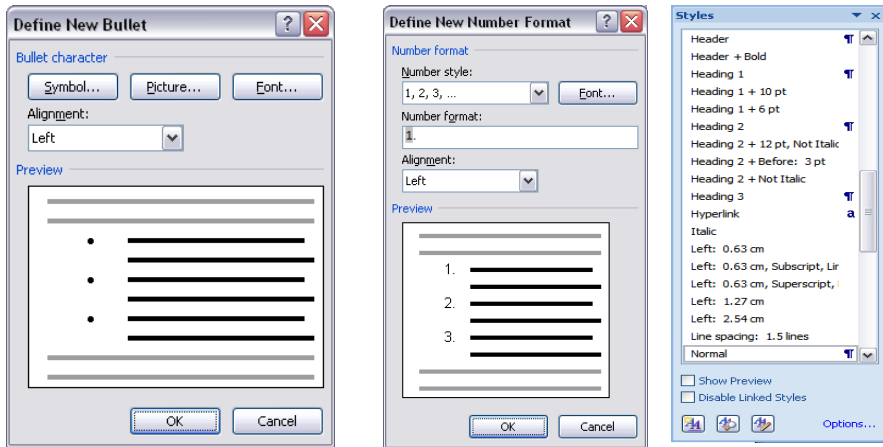 Define New Bullet
Bullet character
Symbol...
Picture...
Font...
Alignment:
Left
Preview
OK
Cancel
Define New Number Format
Number format
Number style:
1, 2, 3, ...
Font...
Number format:
1.
Alignment:
Left
Preview
1.
2.
3.
OK
Cancel
Styles
Header
Header + Bold
Heading 1
Heading 1 + 10 pt
Heading 1 + 6 pt
Heading 2
Heading 2 + 12 pt, Not Italic
Heading 2 + Before: 3 pt
Heading 2 + Not Italic
Heading 3
Hyperlink a
Italic
Left: 0.63 cm
Left: 0.63 cm, Subscript, Lir
Left: 0.63 cm, Superscript,
Left: 1.27 cm
Left: 2.54 cm
Line spacing: 1.5 lines
Normal
Show Preview
Disable Linked Styles
Options...